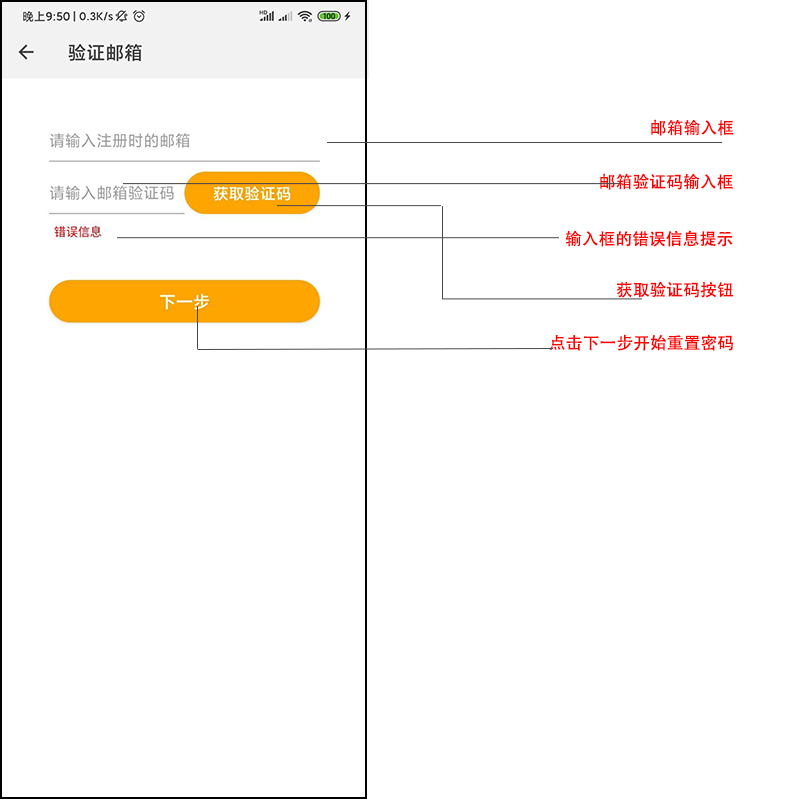 晚上9:50 | 0.3K/s HD 100
验证邮箱
请输入注册时的邮箱
邮箱输入框
请输入邮箱验证码
获取验证码
邮箱验证码输入框
错误信息
输入框的错误信息提示
获取验证码按钮
下一步
点击下一步开始重置密码